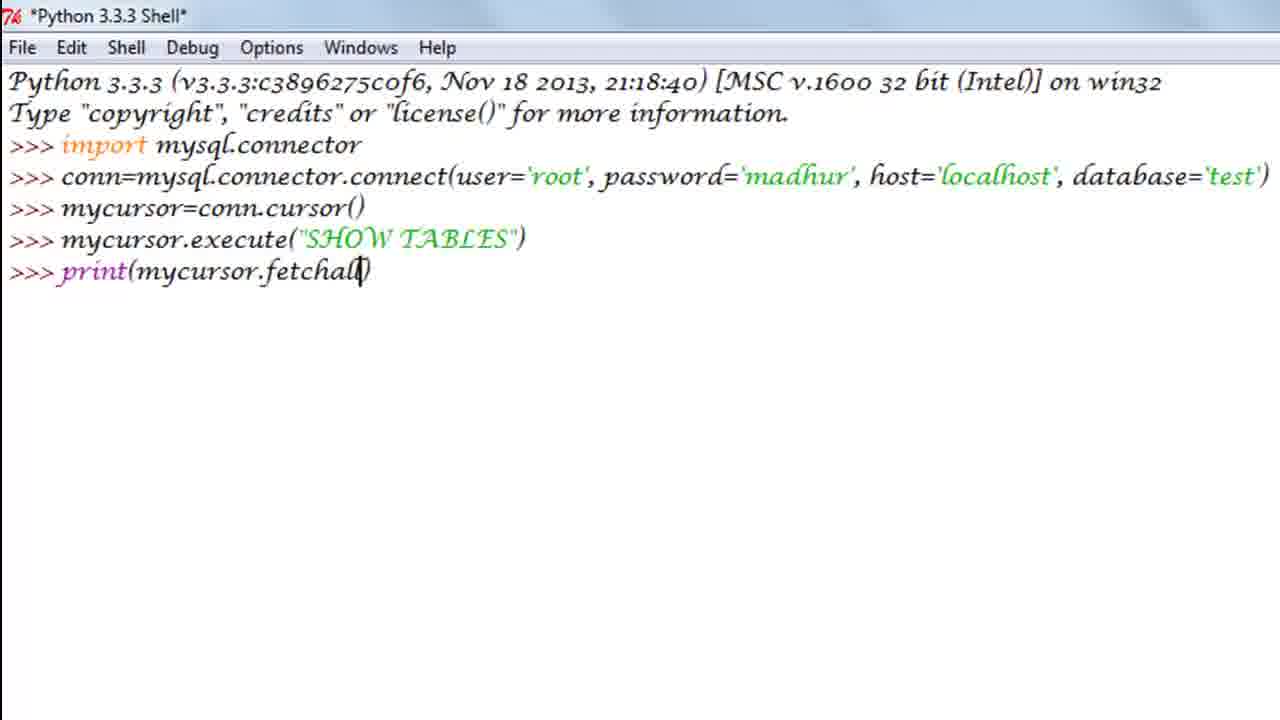 *Python 3.3.3 Shell*
File Edit Shell Debug Options Windows Help
Python 3.3.3 (v3.3.3:c3896275c0f6, Nov 18 2013, 21:18:40) [MSC v.1600 32 bit (Intel)] on win32
Type "copyright", "credits" or "license()" for more information.
>>> import mysql.connector
>>> conn=mysql.connector.connect(user='root', password='madhur', host='localhost', database='test')
>>> mycursor=conn.cursor()
>>> mycursor.execute("SHOW TABLES")
>>> print(mycursor.fetchall)